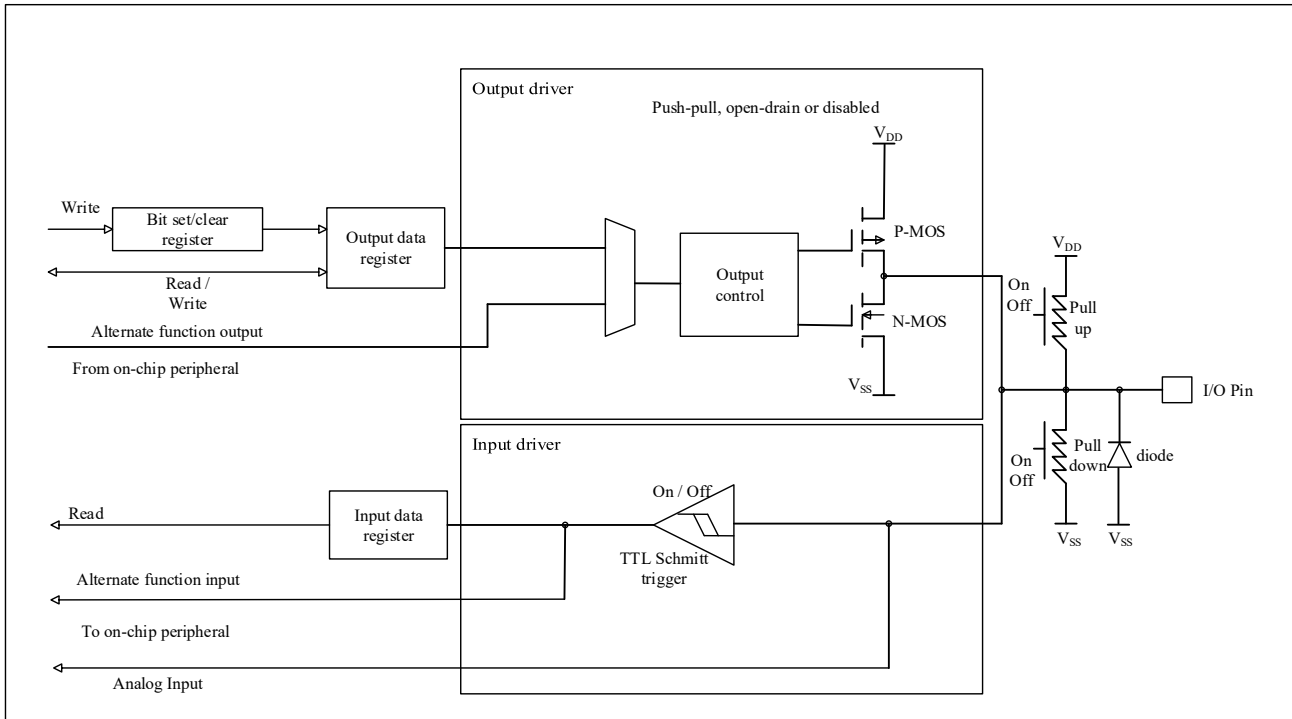 Output driver
Push-pull, open-drain or disabled
VDD
Write
Bit set/clear
register
Output data
register
P-MOS
Read /
Write
Output
control
VDD
On
Off
Pull
up
N-MOS
Alternate function output
From on-chip peripheral
VSS
I/O Pin
Input driver
On
Off
Pull
down
diode
On / Off
Read
Input data
register
TTL Schmitt
trigger
VSS
VSS
Alternate function input
To on-chip peripheral
Analog Input